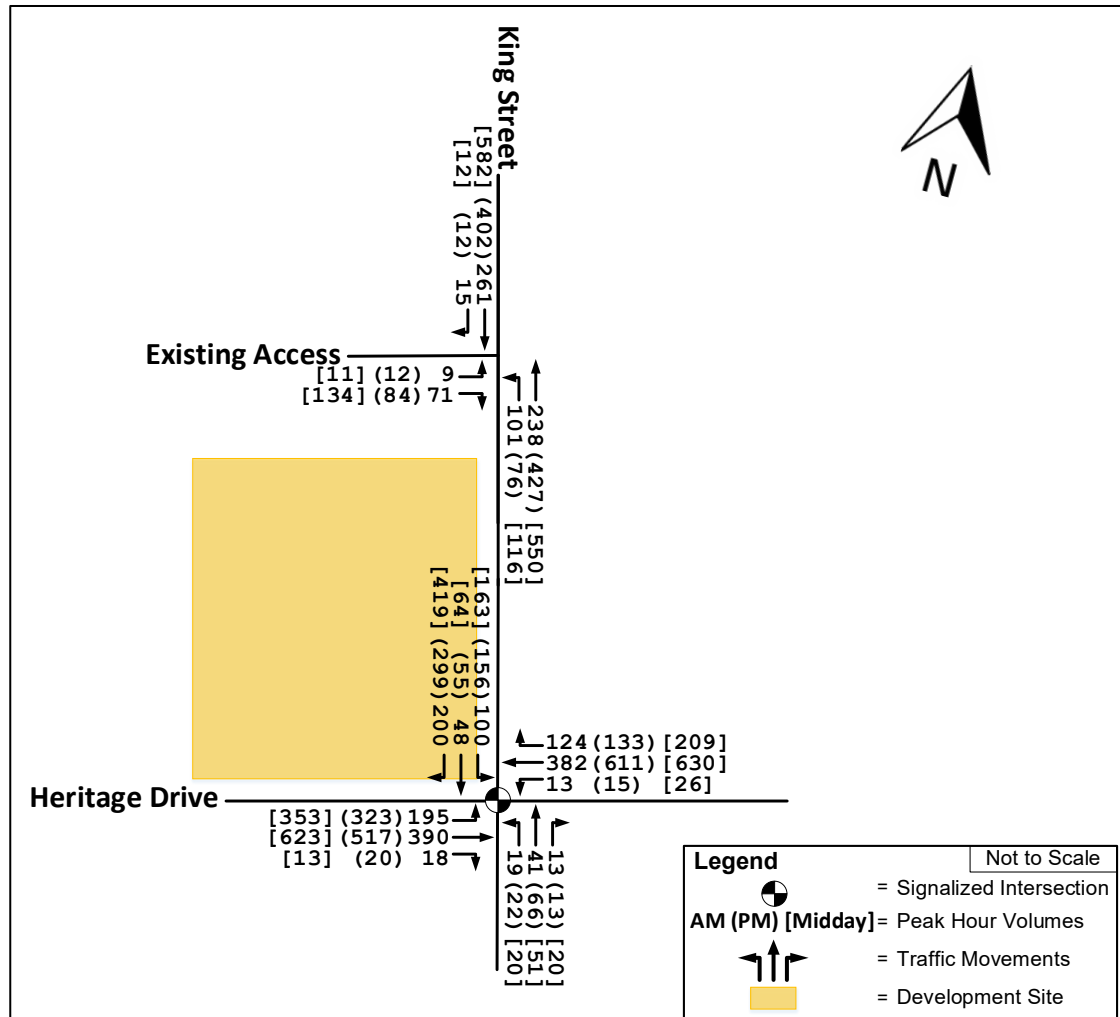 King Street
[582] (402) 261
[12] (12) 15
N
Existing Access
[11] (12) 9
[134] (84) 71
238 (427) [550]
101 (76) [116]
[163] (156) 100
[64] (55) 48
[419] (299) 200
124 (133) [209]
382 (611) [630]
13 (15) [26]
Heritage Drive
[353] (323) 195
[623] (517) 390
[13] (20) 18
13 (13) [20]
41 (66) [51]
19 (22) [20]
Legend
Not to Scale
= Signalized Intersection
AM (PM) [Midday] = Peak Hour Volumes
= Traffic Movements
= Development Site